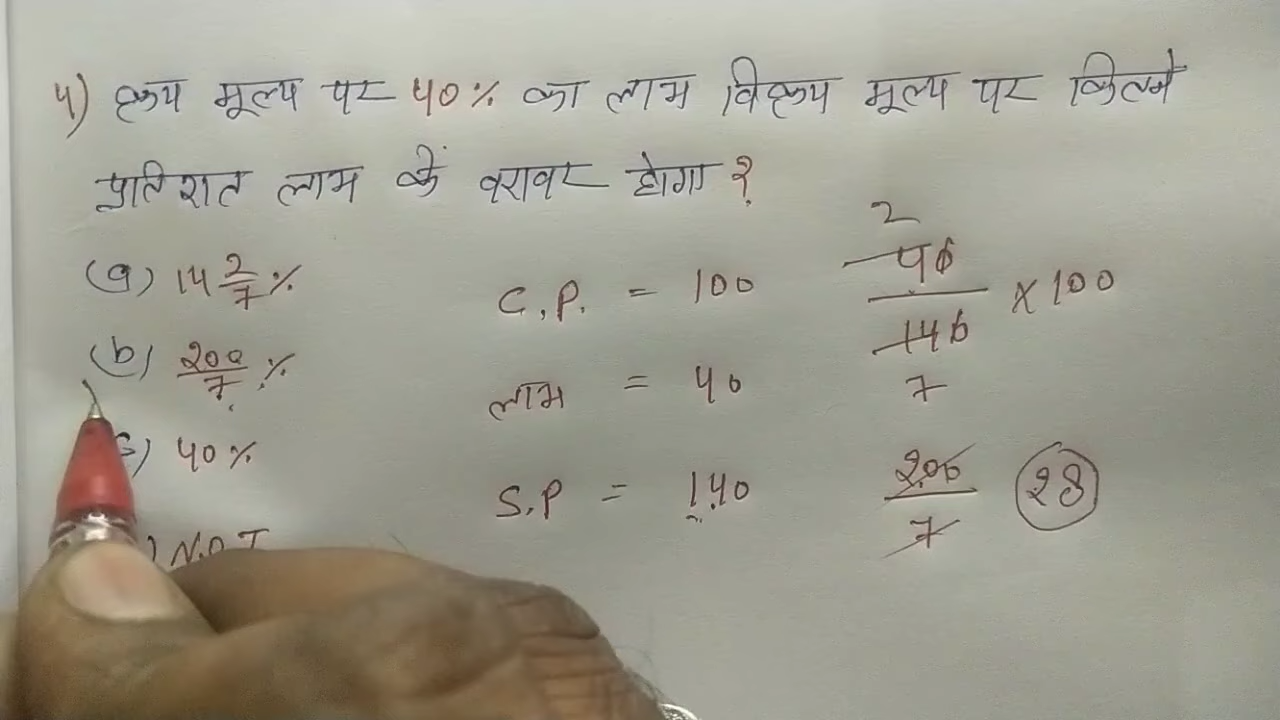 4) क्रय मूल्य पर 40% का लाभ विक्रय मूल्य पर कितने
प्रतिशत लाभ कें बराबर होगा ?
(a) 14 2/7 %
(b) 200/7 %
c) 40%
) N.O.T
C.P. = 100
लाभ = 40
S.P = 140
2
40/140 × 100
7
200/7 28